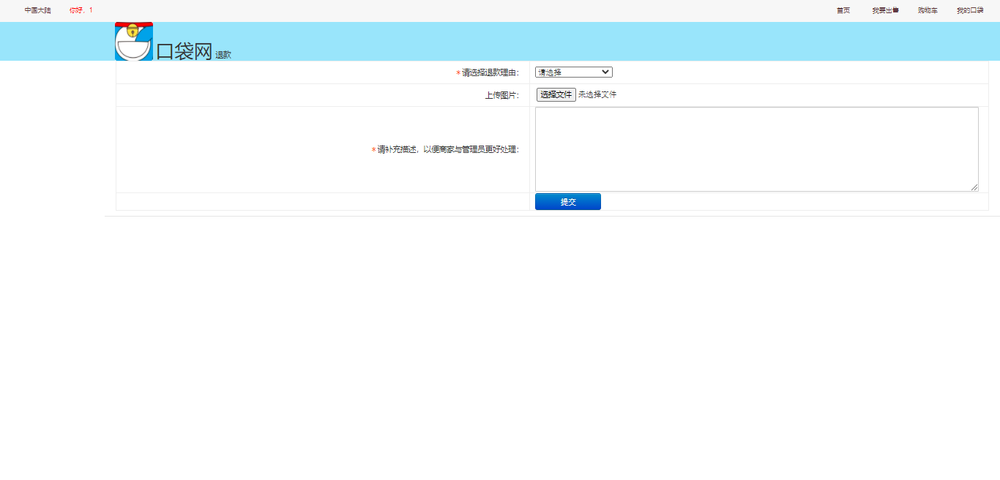 中国大陆 你好，1 首页 我要出售 购物车 我的口袋
口袋网 退款
*请选择退款理由： 请选择
上传图片： 选择文件 未选择文件
*请补充描述，以便商家与管理员更好处理：
提交